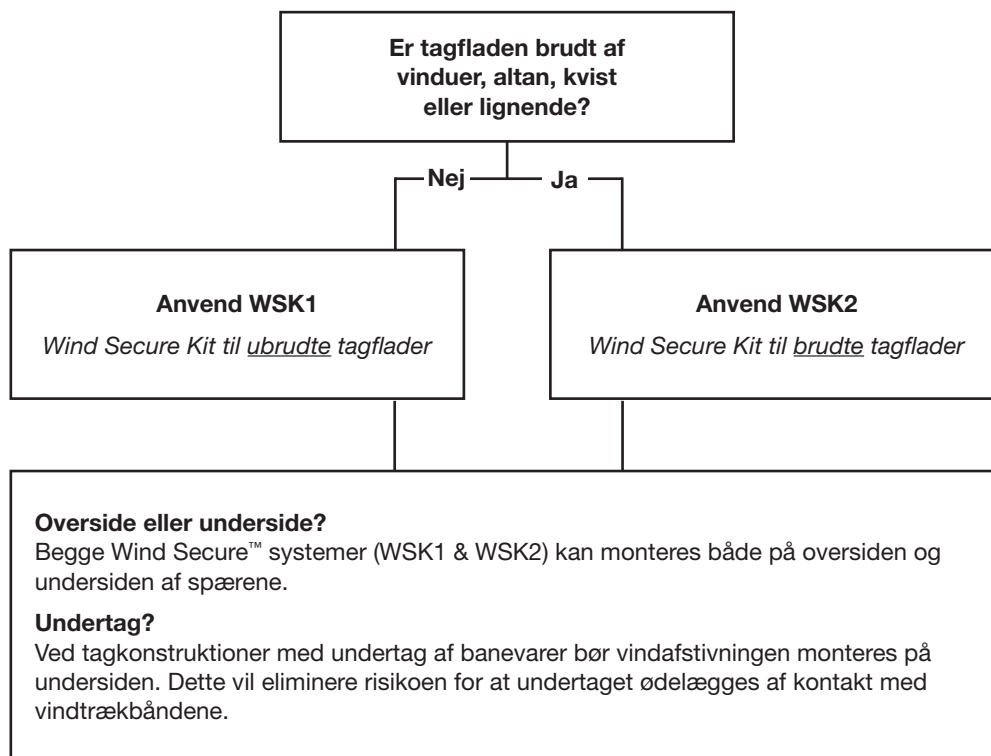 Er tagfladen brudt af
vinduer, altan, kvist
eller lignende?
Nej
Ja
Anvend WSK1
Wind Secure Kit til ubrudte tagflader
Anvend WSK2
Wind Secure Kit til brudte tagflader
Overside eller underside?
Begge Wind Secure™ systemer (WSK1 & WSK2) kan monteres både på oversiden og
undersiden af spærene.
Undertag?
Ved tagkonstruktioner med undertag af banevarer bør vindafstivningen monteres på
undersiden. Dette vil eliminere risikoen for at undertaget ødelægges af kontakt med
vindtrækbåndene.